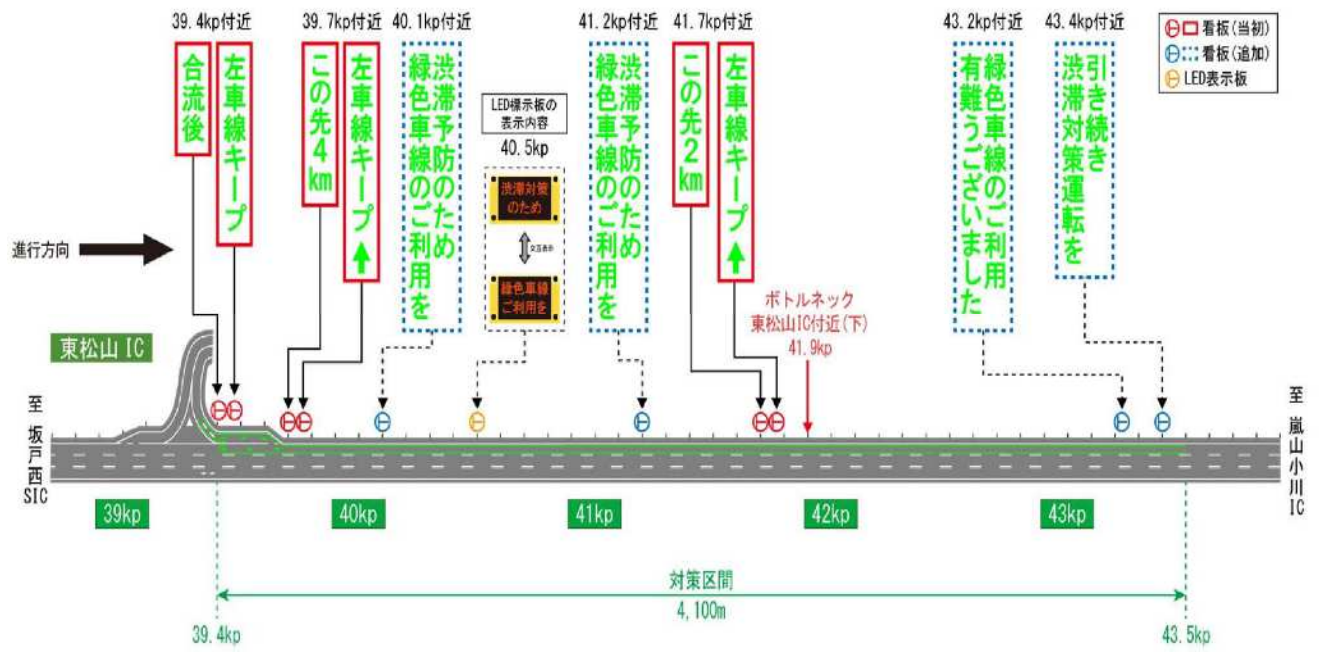 39.4kp付近
39.7kp付近
40.1kp付近
41.2kp付近
41.7kp付近
43.2kp付近
43.4kp付近
合流後
左車線キープ
この先4km
左車線キープ
渋滞予防のため
緑色車線のご利用を
LED標示板の
表示内容
40.5kp
渋滞対策
のため
交互表示
緑色車線
ご利用を
渋滞予防のため
緑色車線のご利用を
この先2km
左車線キープ
ボトルネック
東松山IC付近(下)
41.9kp
緑色車線のご利用
有難うございました
引き続き
渋滞対策運転を
看板(当初)
看板(追加)
LED表示板
進行方向
東松山 IC
至 坂戸西SIC
至 嵐山小川IC
39kp
40kp
41kp
42kp
43kp
対策区間
4,100m
39.4kp
43.5kp